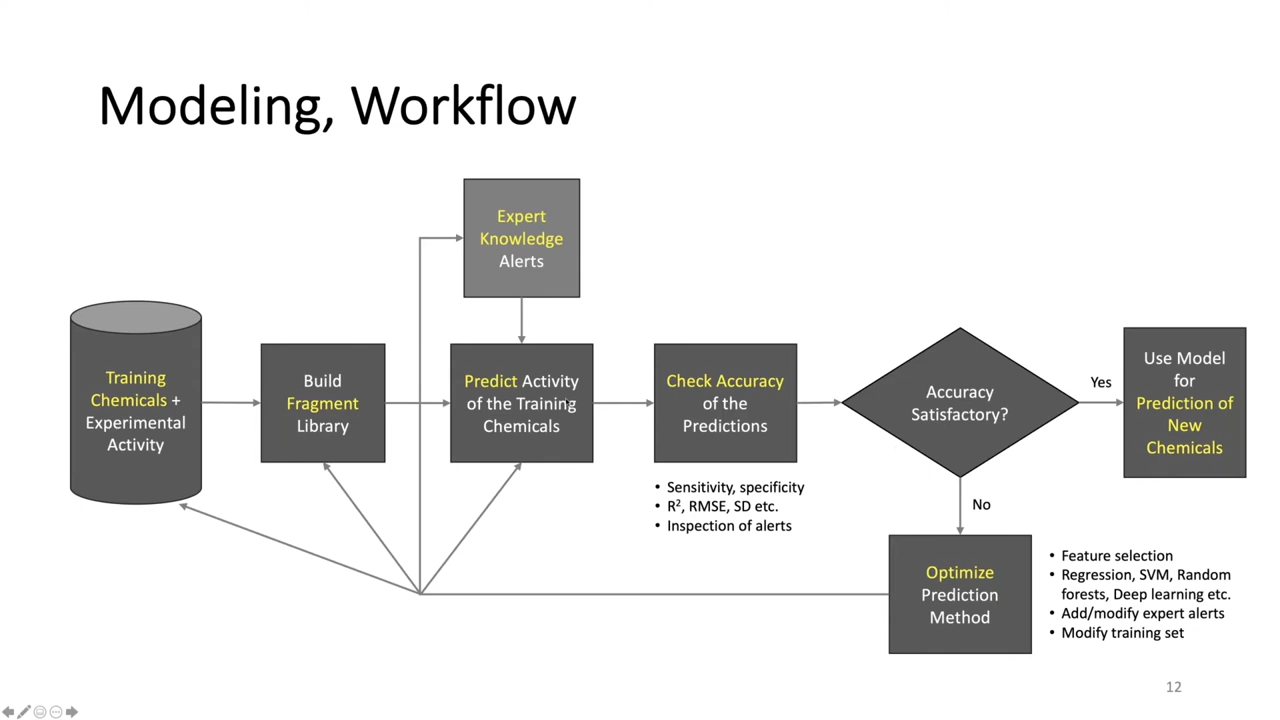 Modeling, Workflow
Expert
Knowledge
Alerts
Training
Chemicals +
Experimental
Activity
Build
Fragment
Library
Predict Activity
of the Training
Chemicals
Check Accuracy
of the
Predictions
• Sensitivity, specificity
• R², RMSE, SD etc.
• Inspection of alerts
Accuracy
Satisfactory?
Yes
Use Model
for
Prediction of
New
Chemicals
No
Optimize
Prediction
Method
• Feature selection
• Regression, SVM, Random
forests, Deep learning etc.
• Add/modify expert alerts
• Modify training set
12